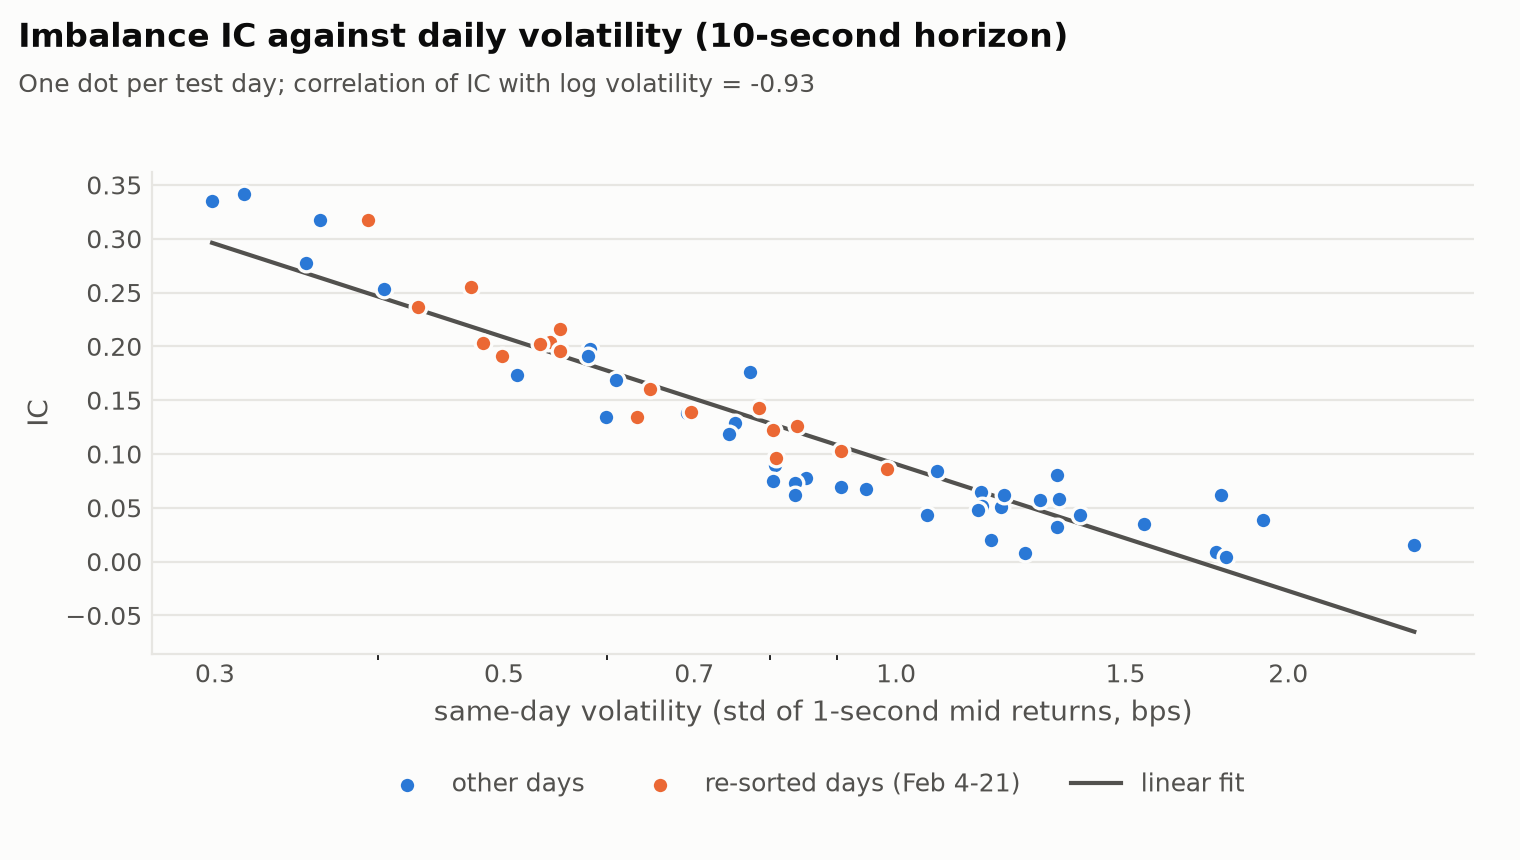 Imbalance IC against daily volatility (10-second horizon)
One dot per test day; correlation of IC with log volatility = -0.93
0.35
0.30
0.25
0.20
0.15
0.10
0.05
0.00
−0.05
IC
0.3 0.5 0.7 1.0 1.5 2.0
same-day volatility (std of 1-second mid returns, bps)
other days re-sorted days (Feb 4-21) linear fit